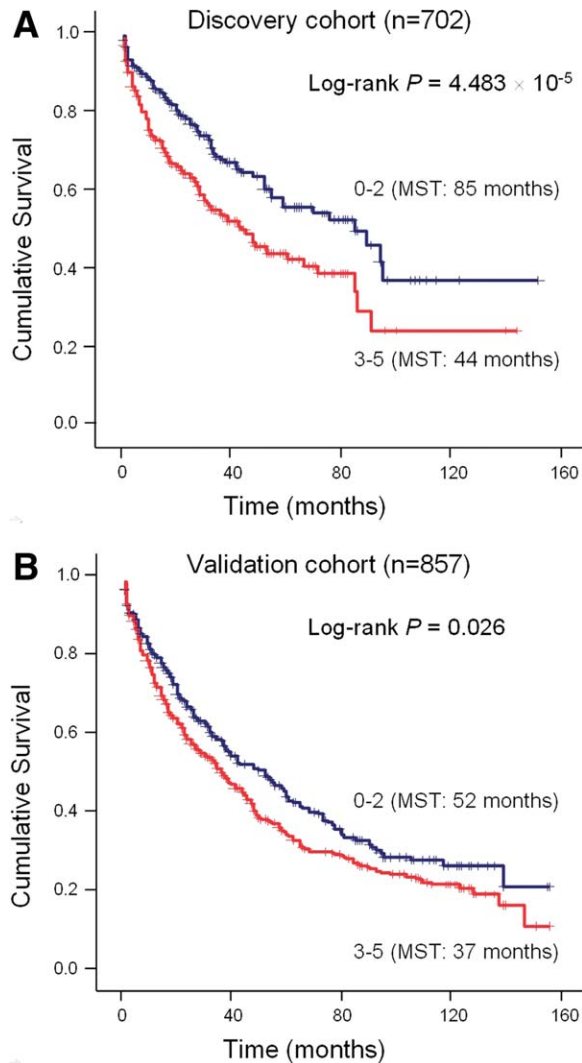 A
Discovery cohort (n=702)
Log-rank P = 4.483 × 10-5
0-2 (MST: 85 months)
3-5 (MST: 44 months)
Cumulative Survival
1.0
0.8
0.6
0.4
0.2
0.0
0 40 80 120 160
Time (months)
B
Validation cohort (n=857)
Log-rank P = 0.026
0-2 (MST: 52 months)
3-5 (MST: 37 months)
Cumulative Survival
1.0
0.8
0.6
0.4
0.2
0.0
0 40 80 120 160
Time (months)